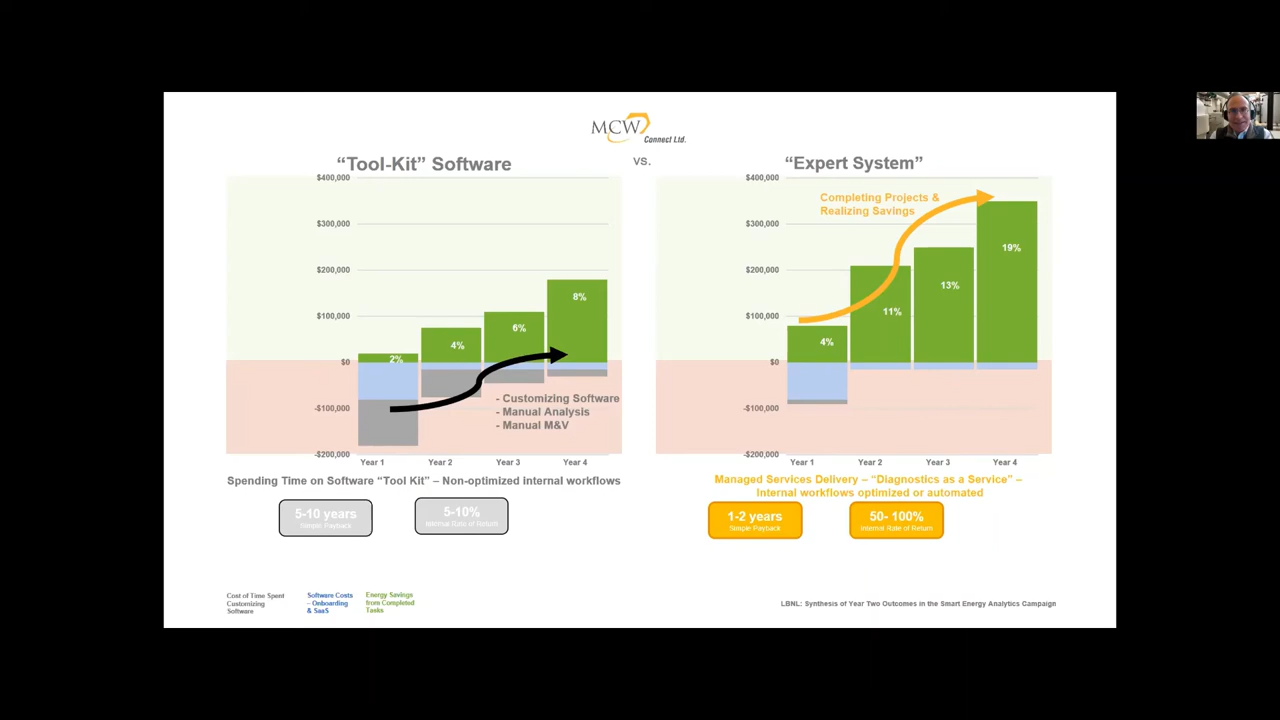 MCW
Connect Ltd.
“Tool-Kit” Software
vs.
“Expert System”
$400,000
$300,000
$200,000
$100,000
$0
-$100,000
-$200,000
2%
4%
6%
8%
- Customizing Software
- Manual Analysis
- Manual M&V
Year 1
Year 2
Year 3
Year 4
Spending Time on Software “Tool Kit” – Non-optimized internal workflows
5-10 years
Simple Payback
5-10%
Internal Rate of Return
$400,000
$300,000
$200,000
$100,000
$0
-$100,000
-$200,000
Completing Projects &
Realizing Savings
4%
11%
13%
19%
Year 1
Year 2
Year 3
Year 4
Managed Services Delivery – “Diagnostics as a Service” –
Internal workflows optimized or automated
1-2 years
Simple Payback
50- 100%
Internal Rate of Return
Cost of Time Spent
Customizing
Software
Software Costs
– Onboarding
& SaaS
Energy Savings
from Completed
Tasks
LBNL: Synthesis of Year Two Outcomes in the Smart Energy Analytics Campaign